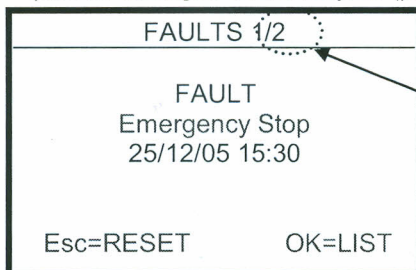 FAULTS 1/2
FAULT
Emergency Stop
25/12/05 15:30
Esc=RESET OK=LIST